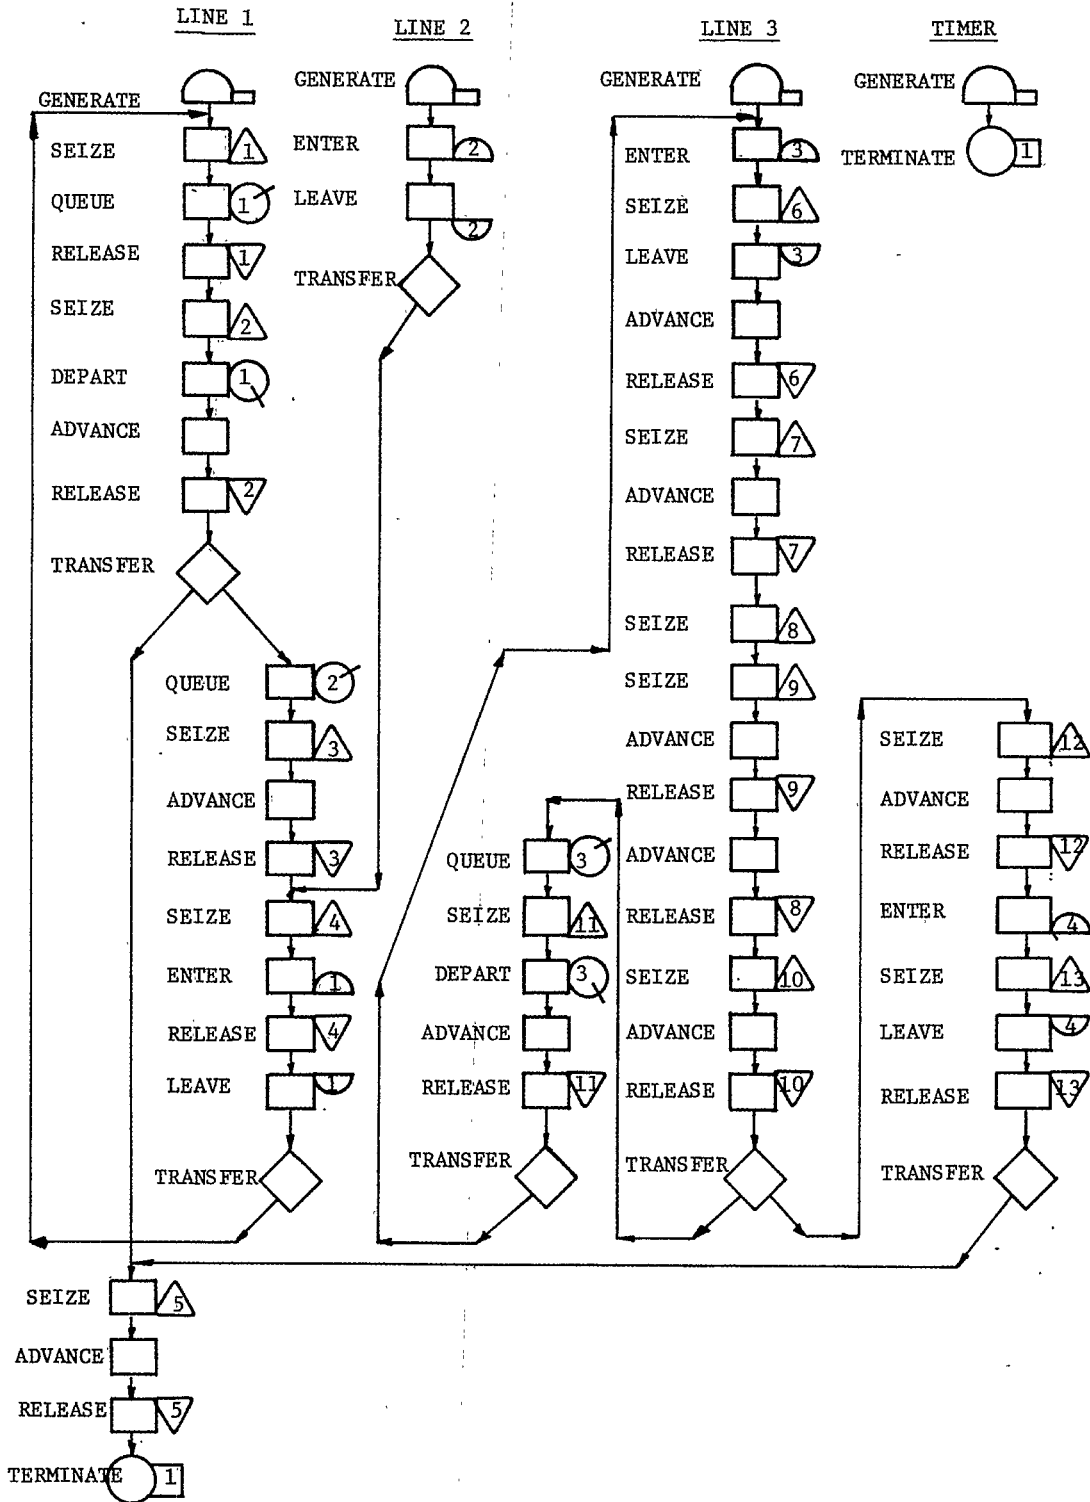 LINE 1
GENERATE
SEIZE 1
QUEUE 1
RELEASE 1
SEIZE 2
DEPART 1
ADVANCE
RELEASE 2
TRANSFER
QUEUE 2
SEIZE 3
ADVANCE
RELEASE 3
SEIZE 4
ENTER 1
RELEASE 4
LEAVE 1
TRANSFER
SEIZE 5
ADVANCE
RELEASE 5
TERMINATE 1
LINE 2
GENERATE
ENTER 2
LEAVE 2
TRANSFER
LINE 3
GENERATE
ENTER 3
SEIZE 6
LEAVE 3
ADVANCE
RELEASE 6
SEIZE 7
ADVANCE
RELEASE 7
SEIZE 8
SEIZE 9
ADVANCE
RELEASE 9
ADVANCE
RELEASE 8
SEIZE 10
ADVANCE
RELEASE 10
TRANSFER
QUEUE 3
SEIZE 11
DEPART 3
ADVANCE
RELEASE 11
TRANSFER
SEIZE 12
ADVANCE
RELEASE 12
ENTER 4
SEIZE 13
LEAVE 4
RELEASE 13
TRANSFER
TIMER
GENERATE
TERMINATE 1